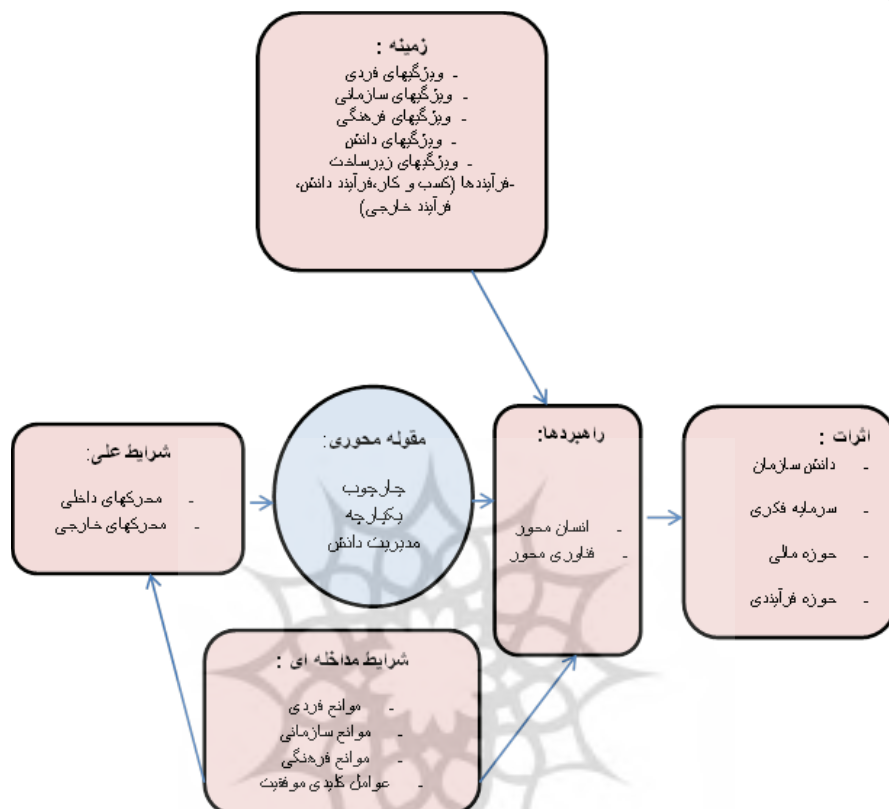 زمینه :
- ویژگیهای فردی
- ویژگیهای سازمانی
- ویژگیهای فرهنگی
- ویژگیهای دانش
- ویژگیهای زیرساخت
-فرآیندها (کسب و کار،فرآیند دانش،
فرآیند خارجی)
شرایط علی:
- محرکهای داخلی
- محرکهای خارجی
مقوله محوری:
چارچوب
یکپارچه
مدیریت دانش
راهبردها:
- انسان محور
- فناوری محور
اثرات :
- دانش سازمان
- سرمایه فکری
- حوزه مالی
- حوزه فرآیندی
شرایط مداخله ای :
- موانع فردی
- موانع سازمانی
- موانع فرهنگی
- عوامل کلیدی موفقیت